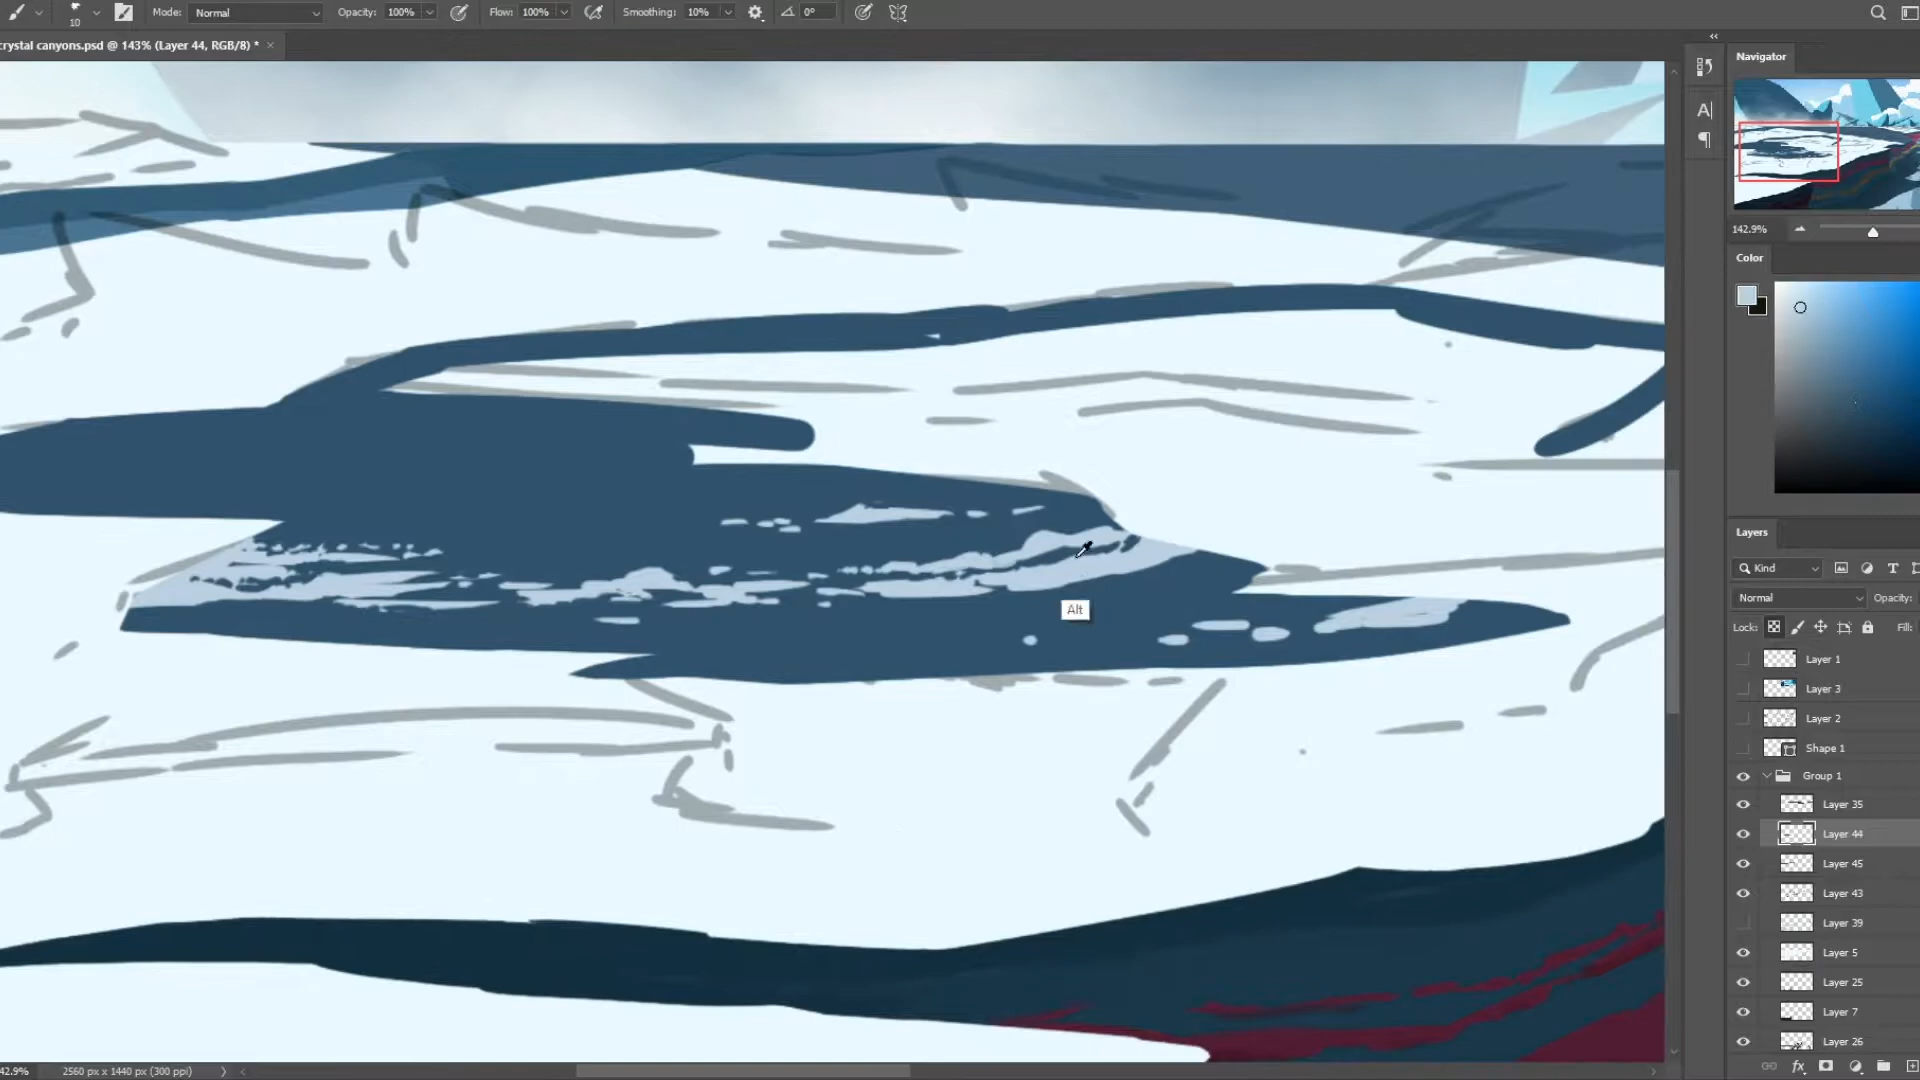 10
Mode:
Normal
Opacity:
100%
Flow:
100%
Smoothing:
10%
0°
crystal canyons.psd @ 143% (Layer 44, RGB/8) *
Navigator
142.9%
Color
Layers
Kind
Normal
Opacity:
Lock:
Fill:
Layer 1
Layer 3
Layer 2
Shape 1
Group 1
Layer 35
Layer 44
Layer 45
Layer 43
Layer 39
Layer 5
Layer 25
Layer 7
Layer 26
Alt
42.9%
2560 px x 1440 px (300 ppi)